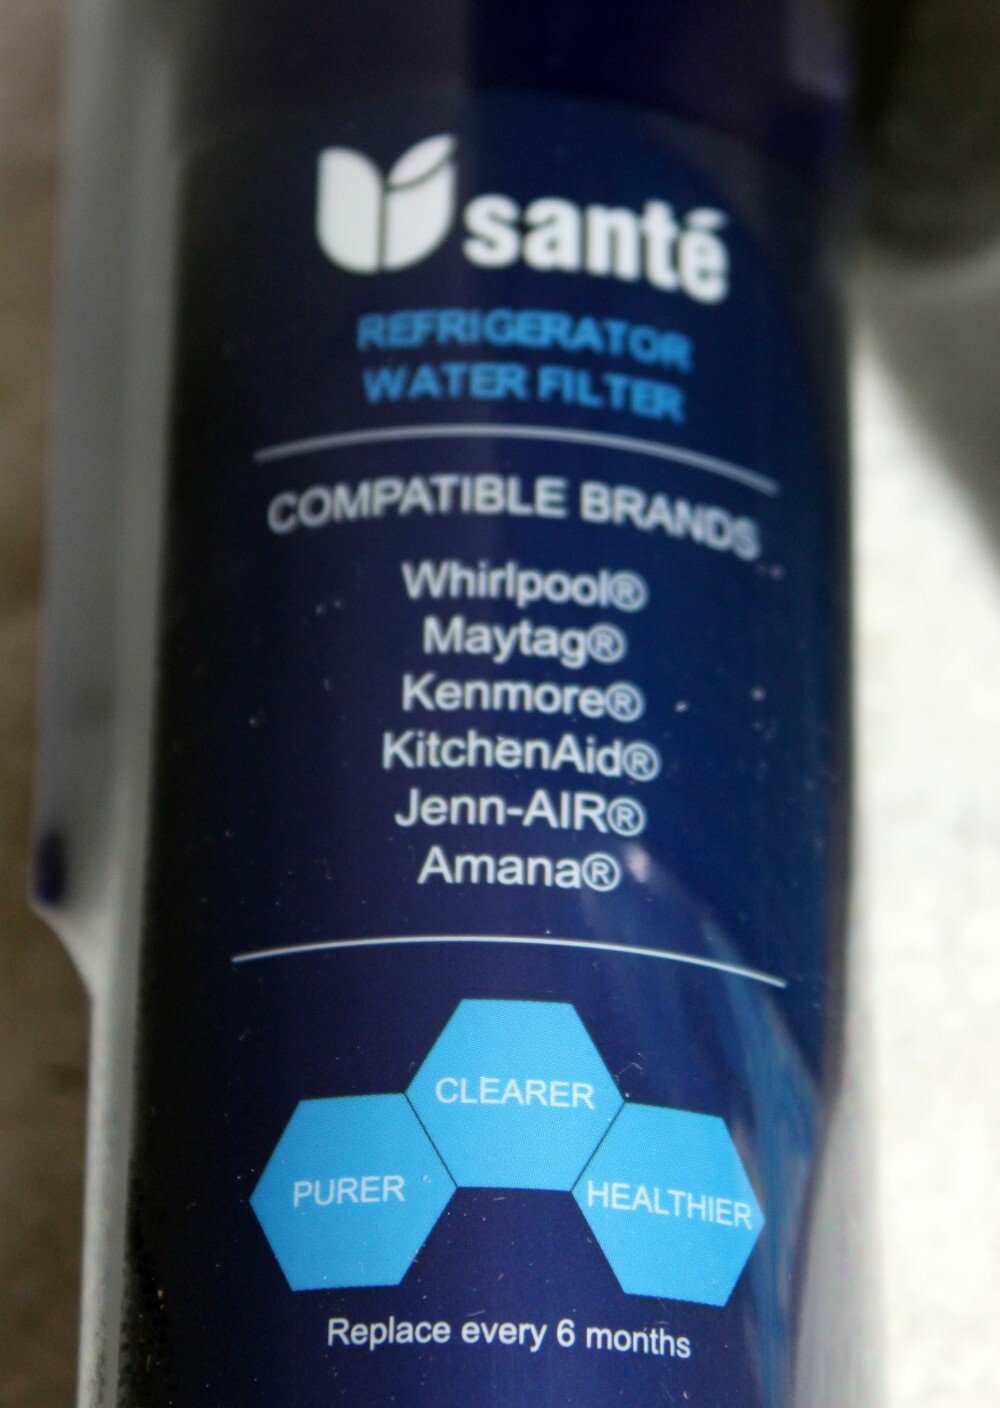 santé
REFRIGERATOR
WATER FILTER
COMPATIBLE BRANDS
Whirlpool®
Maytag®
Kenmore®
KitchenAid®
Jenn-AIR®
Amana®
CLEARER
PURER
HEALTHIER
Replace every 6 months